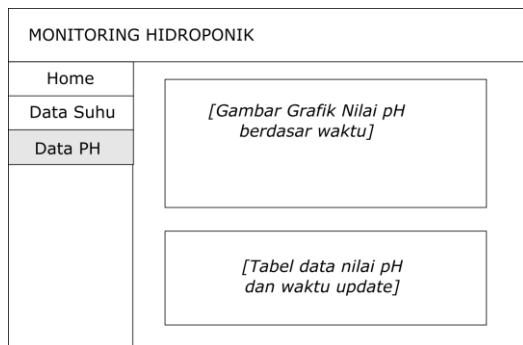 MONITORING HIDROPONIK
Home
Data Suhu
Data PH
[Gambar Grafik Nilai pH
berdasar waktu]
[Tabel data nilai pH
dan waktu update]